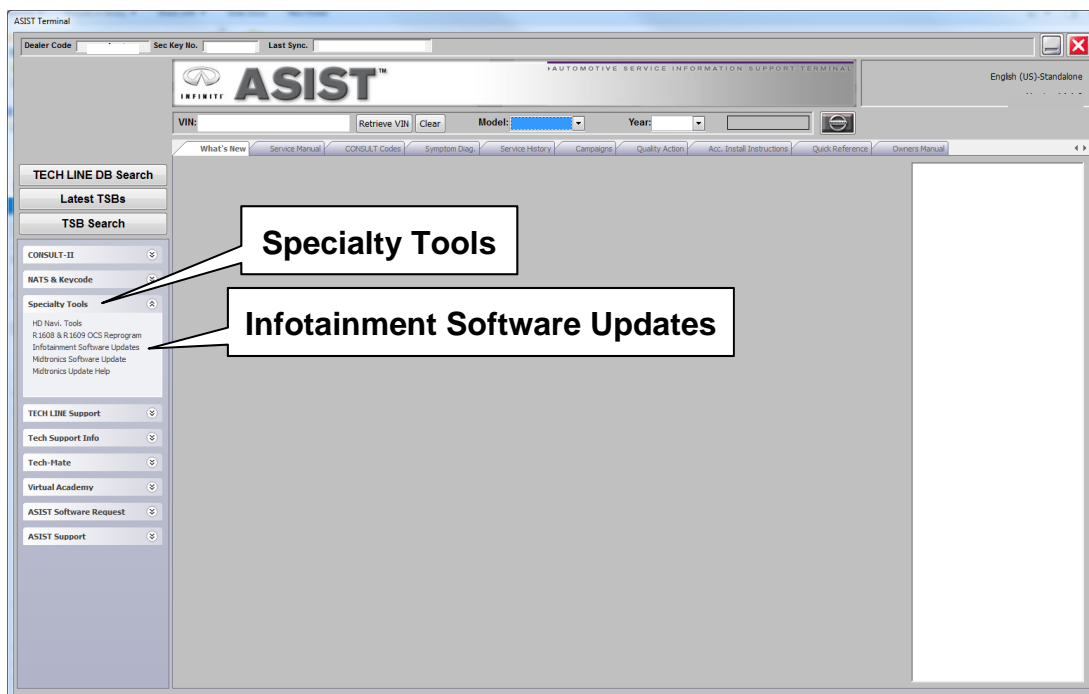 ASIST Terminal
Dealer Code Sec Key No. Last Sync.
AUTOMOTIVE SERVICE INFORMATION SUPPORT TERMINAL
INFINITI ASIST™
English (US)-Standalone
VIN: Retrieve VIN Clear Model: Year:
What's New Service Manual CONSULT Codes Symptom Diag. Service History Campaigns Quality Action Acc. Install Instructions Quick Reference Owners Manual
TECH LINE DB Search
Latest TSBs
TSB Search
CONSULT-II
NATS & Keycode
Specialty Tools
HD Navi. Tools
R1608 & R1609 OCS Reprogram
Infotainment Software Updates
Midtronics Software Update
Midtronics Update Help
TECH LINE Support
Tech Support Info
Tech-Mate
Virtual Academy
ASIST Software Request
ASIST Support
Specialty Tools
Infotainment Software Updates